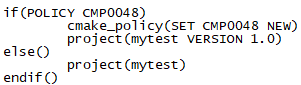 if(POLICY CMP0048)
        cmake_policy(SET CMP0048 NEW)
        project(mytest VERSION 1.0)
else()
        project(mytest)
endif()